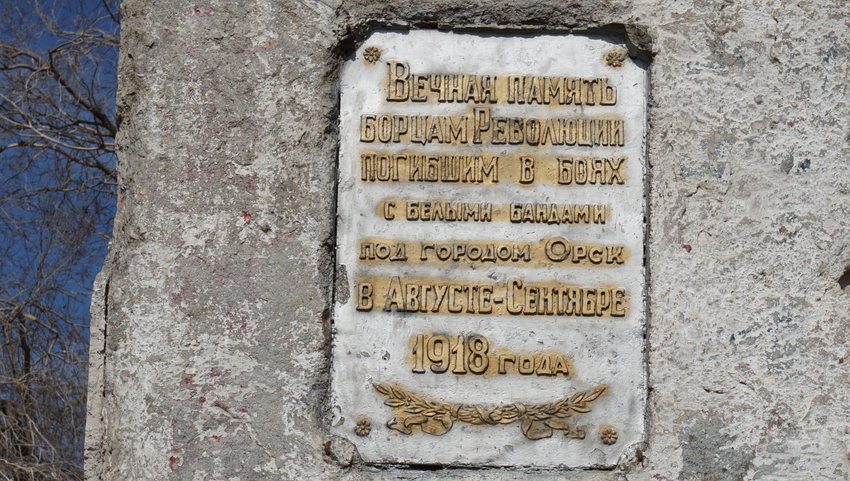 Вечная память
борцам Революции
погибшим в боях
с белыми бандами
под городом Орск
в Августе-Сентябре
1918 года